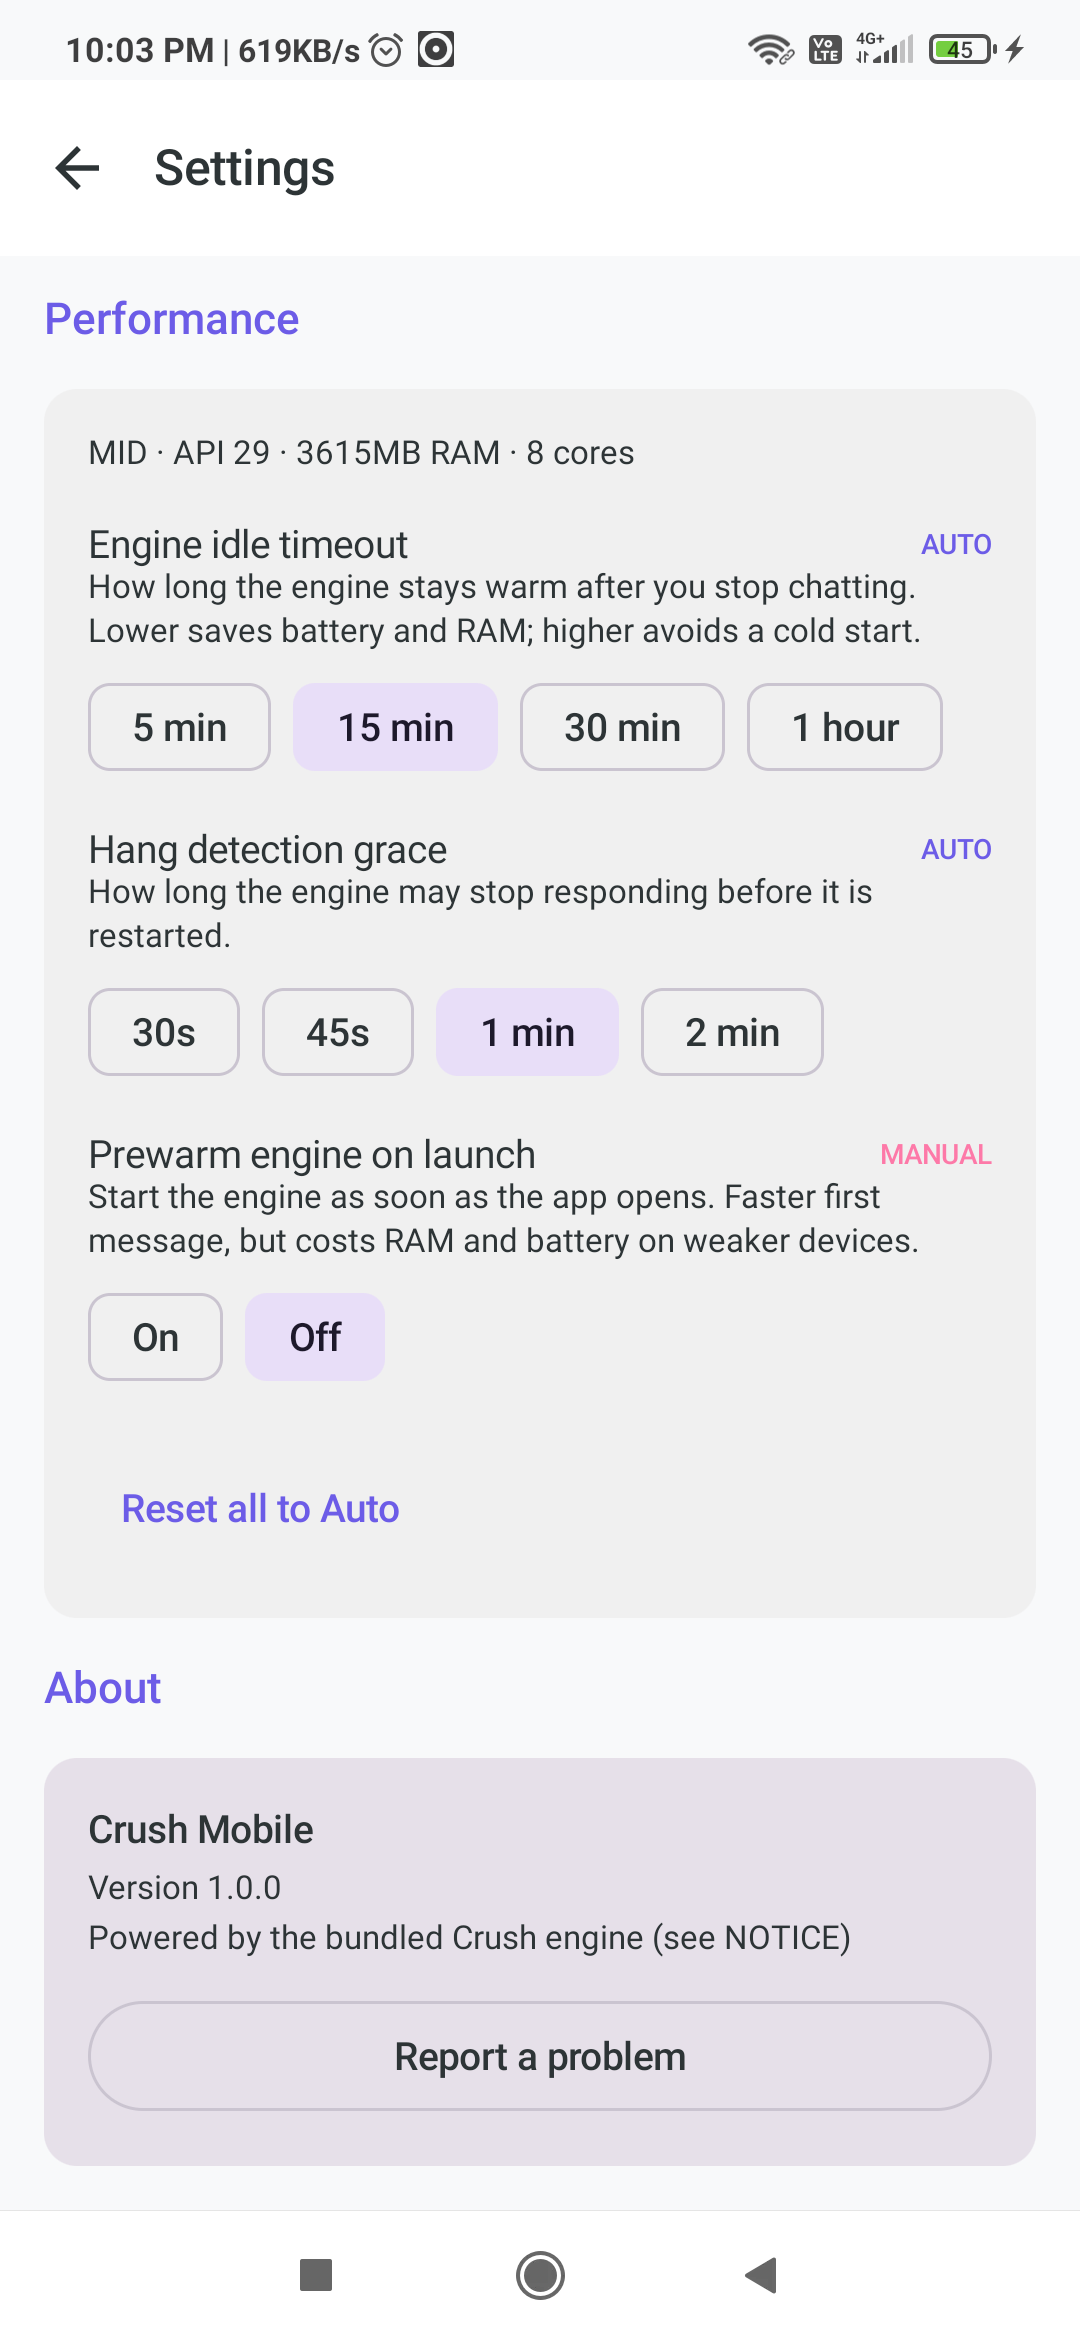 10:03 PM | 619KB/s
Vo LTE
4G+
45
Settings
Performance
MID · API 29 · 3615MB RAM · 8 cores
Engine idle timeout
AUTO
How long the engine stays warm after you stop chatting.
Lower saves battery and RAM; higher avoids a cold start.
5 min
15 min
30 min
1 hour
Hang detection grace
AUTO
How long the engine may stop responding before it is
restarted.
30s
45s
1 min
2 min
Prewarm engine on launch
MANUAL
Start the engine as soon as the app opens. Faster first
message, but costs RAM and battery on weaker devices.
On
Off
Reset all to Auto
About
Crush Mobile
Version 1.0.0
Powered by the bundled Crush engine (see NOTICE)
Report a problem